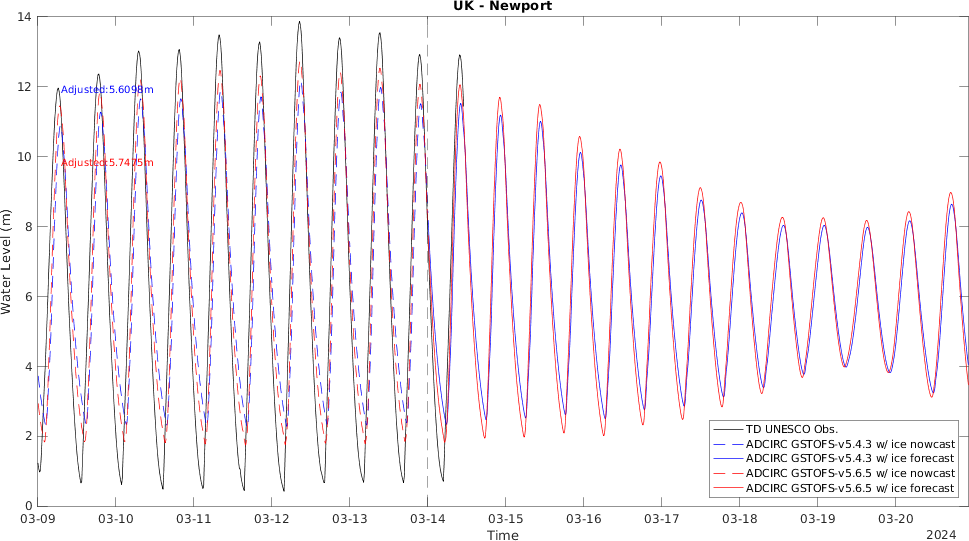 UK - Newport
14
12
10
8
6
4
2
0
Water Level (m)
Adjusted:5.6098m
Adjusted:5.7475m
TD UNESCO Obs.
ADCIRC GSTOFS-v5.4.3 w/ ice nowcast
ADCIRC GSTOFS-v5.4.3 w/ ice forecast
ADCIRC GSTOFS-v5.6.5 w/ ice nowcast
ADCIRC GSTOFS-v5.6.5 w/ ice forecast
03-09 03-10 03-11 03-12 03-13 03-14 03-15 03-16 03-17 03-18 03-19 03-20
Time
2024